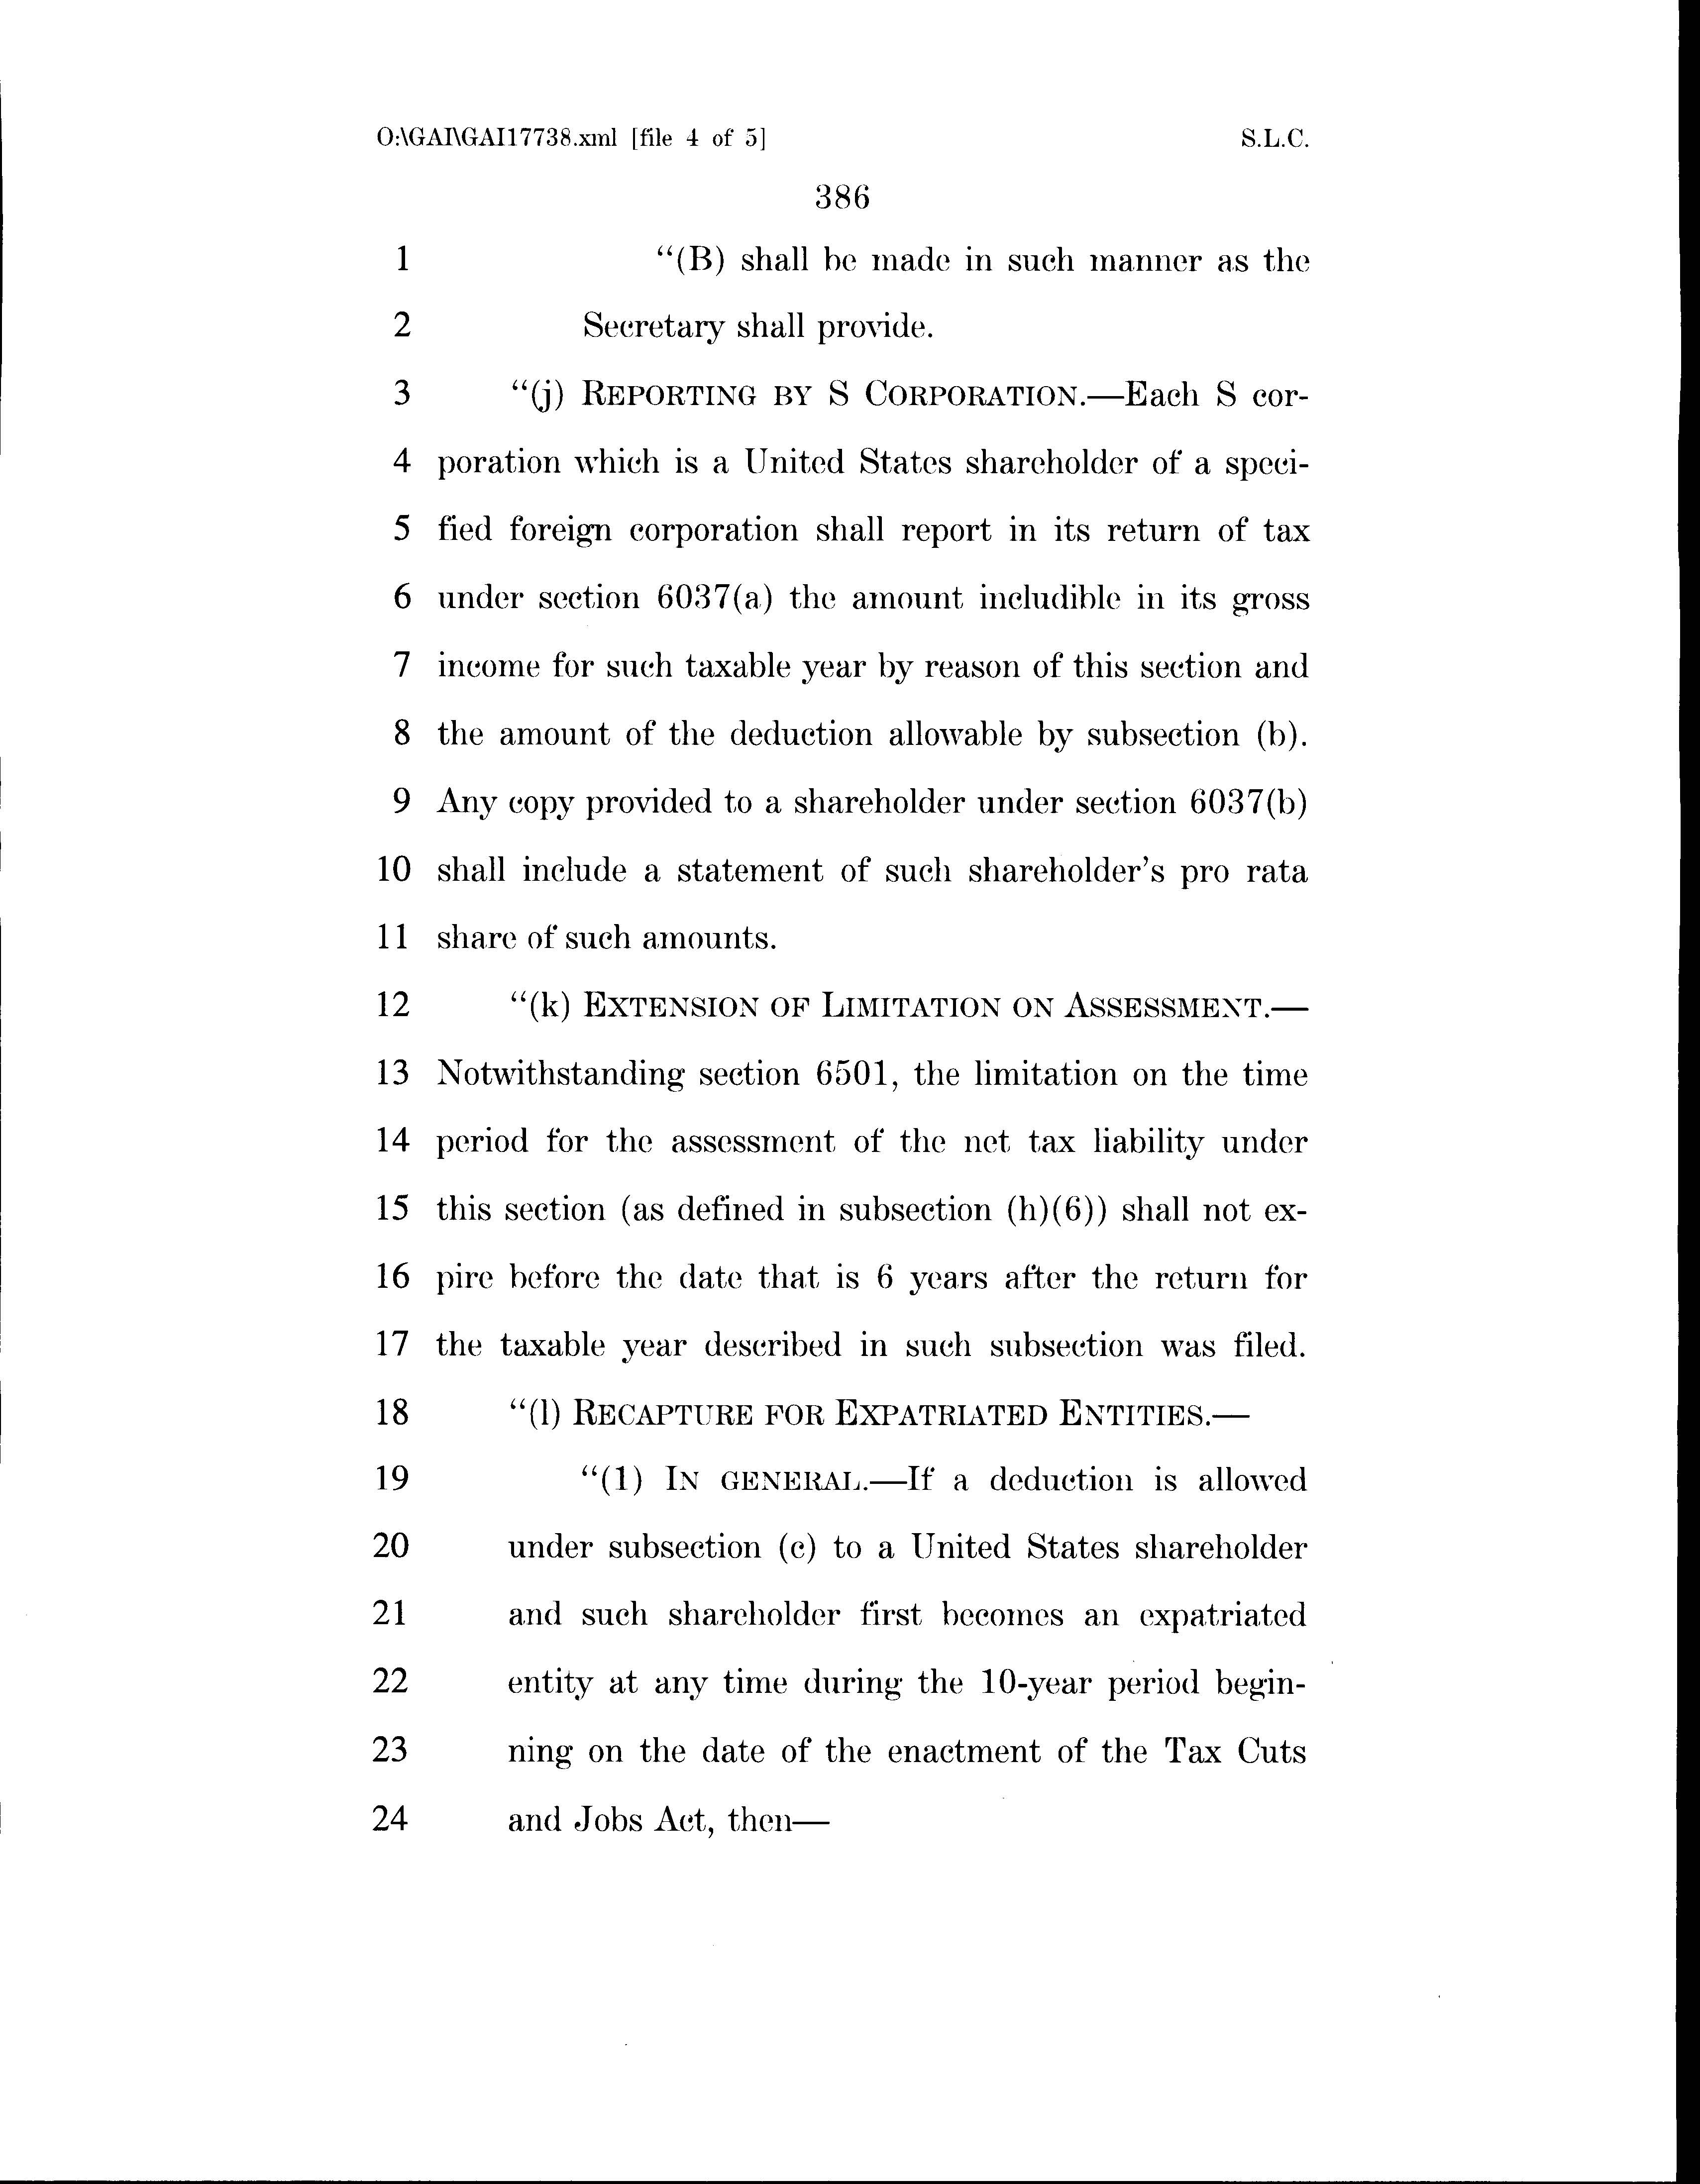 O:\GAI\GAI17738.xml [file 4 of 5] S.L.C.
386
1 “(B) shall be made in such manner as the
2 Secretary shall provide.
3 “(j) REPORTING BY S CORPORATION.—Each S cor-
4 poration which is a United States shareholder of a speci-
5 fied foreign corporation shall report in its return of tax
6 under section 6037(a) the amount includible in its gross
7 income for such taxable year by reason of this section and
8 the amount of the deduction allowable by subsection (b).
9 Any copy provided to a shareholder under section 6037(b)
10 shall include a statement of such shareholder’s pro rata
11 share of such amounts.
12 “(k) EXTENSION OF LIMITATION ON ASSESSMENT.—
13 Notwithstanding section 6501, the limitation on the time
14 period for the assessment of the net tax liability under
15 this section (as defined in subsection (h)(6)) shall not ex-
16 pire before the date that is 6 years after the return for
17 the taxable year described in such subsection was filed.
18 “(l) RECAPTURE FOR EXPATRIATED ENTITIES.—
19 “(1) IN GENERAL.—If a deduction is allowed
20 under subsection (c) to a United States shareholder
21 and such shareholder first becomes an expatriated
22 entity at any time during the 10-year period begin-
23 ning on the date of the enactment of the Tax Cuts
24 and Jobs Act, then—